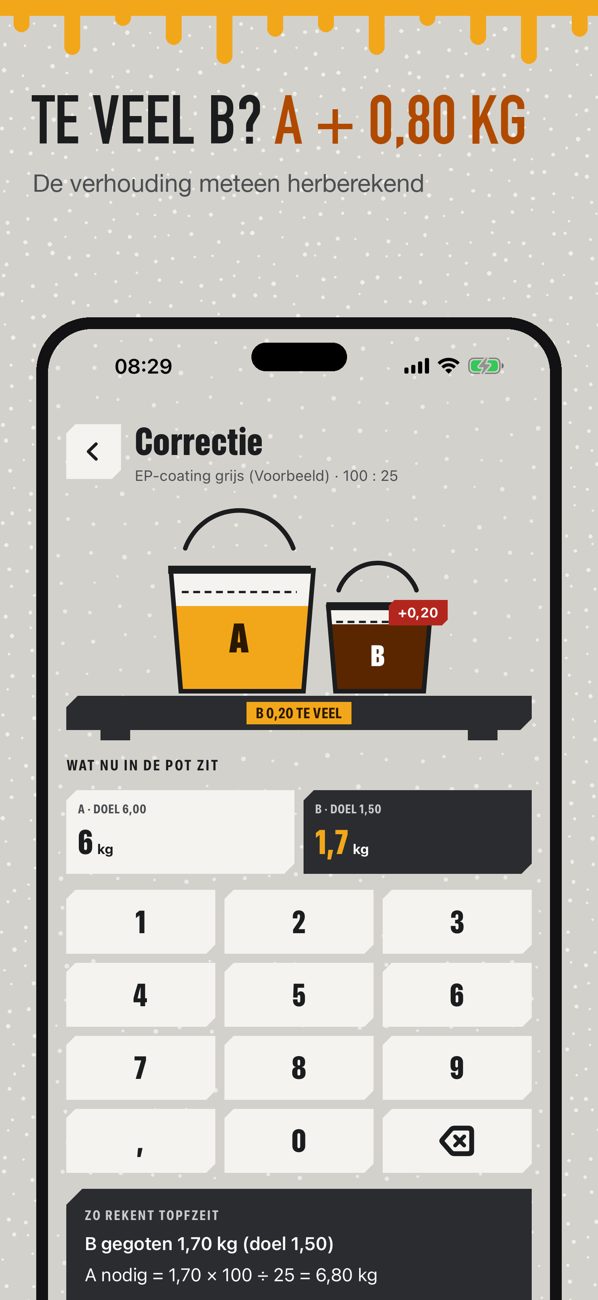 TE VEEL B? A + 0,80 KG
De verhouding meteen herberekend
08:29
Correctie
EP-coating grijs (Voorbeeld) · 100 : 25
+0,20
A
B
B 0,20 TE VEEL
WAT NU IN DE POT ZIT
A · DOEL 6,00
6 kg
B · DOEL 1,50
1,7 kg
1 2 3
4 5 6
7 8 9
, 0
ZO REKENT TOPFZEIT
B gegoten 1,70 kg (doel 1,50)
A nodig = 1,70 × 100 ÷ 25 = 6,80 kg